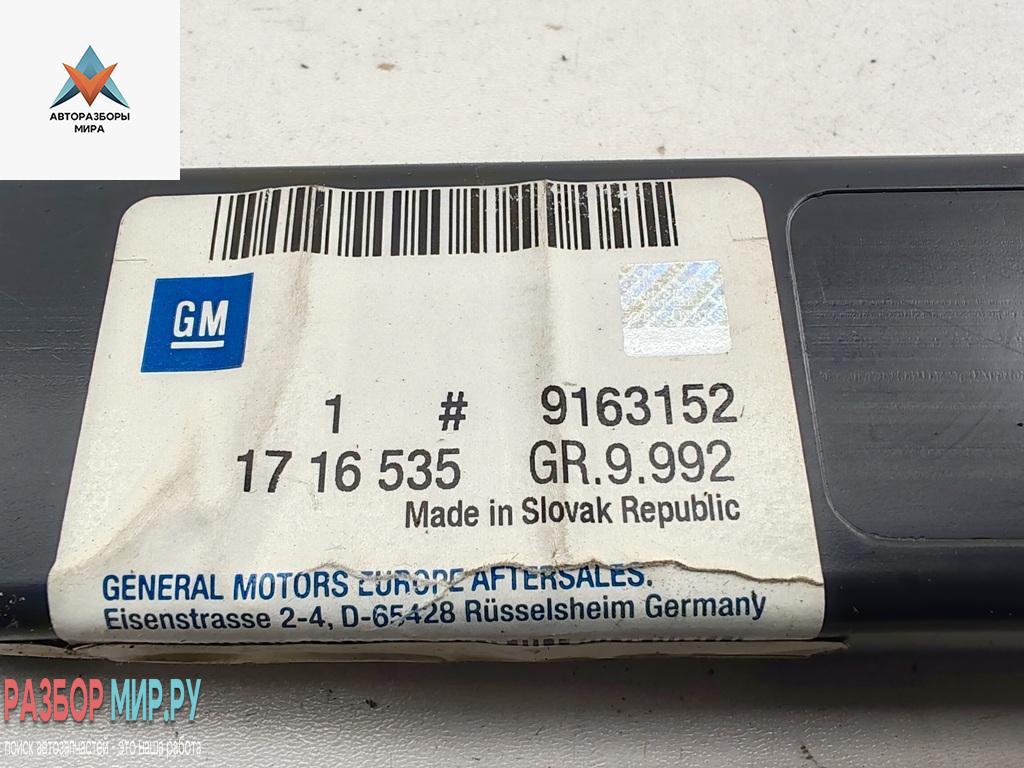 АВТОРАЗБОРЫ
МИРА
GM
1 # 9163152
17 16 535 GR.9.992
Made in Slovak Republic
GENERAL MOTORS EUROPE AFTERSALES.
Eisenstrasse 2-4, D-65428 Rüsselsheim Germany
РАЗБОР МИР.РУ
поиск автозапчастей - это наша работа